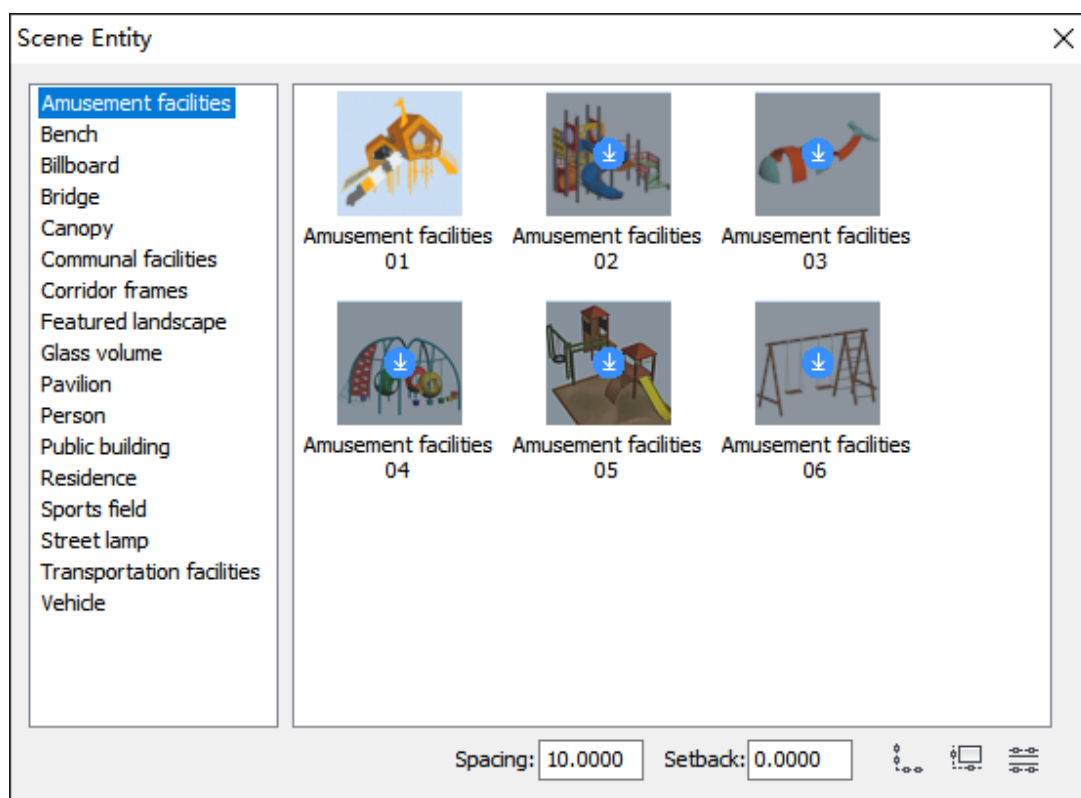 Scene Entity
Amusement facilities
Bench
Billboard
Bridge
Canopy
Communal facilities
Corridor frames
Featured landscape
Glass volume
Pavilion
Person
Public building
Residence
Sports field
Street lamp
Transportation facilities
Vehicle
Amusement facilities
01
Amusement facilities
02
Amusement facilities
03
Amusement facilities
04
Amusement facilities
05
Amusement facilities
06
Spacing: 10.0000 Setback: 0.0000